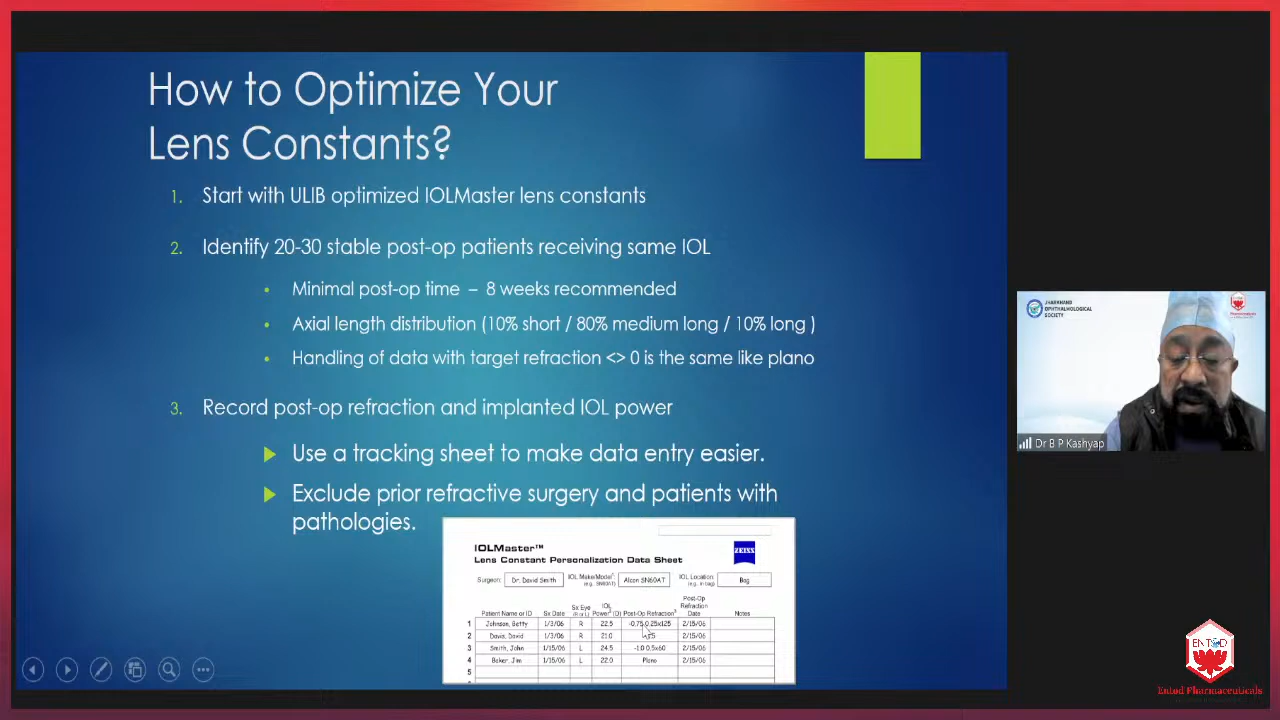 How to Optimize Your
Lens Constants?
1. Start with ULIB optimized IOLMaster lens constants
2. Identify 20-30 stable post-op patients receiving same IOL
• Minimal post-op time – 8 weeks recommended
• Axial length distribution (10% short / 80% medium long / 10% long )
• Handling of data with target refraction <> 0 is the same like plano
3. Record post-op refraction and implanted IOL power
Use a tracking sheet to make data entry easier.
Exclude prior refractive surgery and patients with
pathologies.
IOLMaster™
Lens Constant Personalization Data Sheet
ZEISS
Surgeon: Dr. David Smith IOL Make/Model (e.g. SN60AT) Alcon SN60AT IOL Location: (e.g. in bag) Bag
Patient Name or ID Sx Date Sx Eye (R or L) IOL Power (D) Post-Op Refraction Post-Op Refraction Date Notes
1 Johnson, Betty 1/3/06 R 22.5 -0.75 0.25x125 2/15/06
2 Davis, David 1/3/06 R 21.0 2/15/06
3 Smith, John 1/15/06 L 24.5 -1.0 0.5x60 2/15/06
4 Baker, Jim 1/15/06 L 22.0 Plano 2/15/06
5
JHARKHAND
OPHTHALMOLOGICAL
SOCIETY
Dr B P Kashyap
ENTOD
Entod Pharmaceuticals